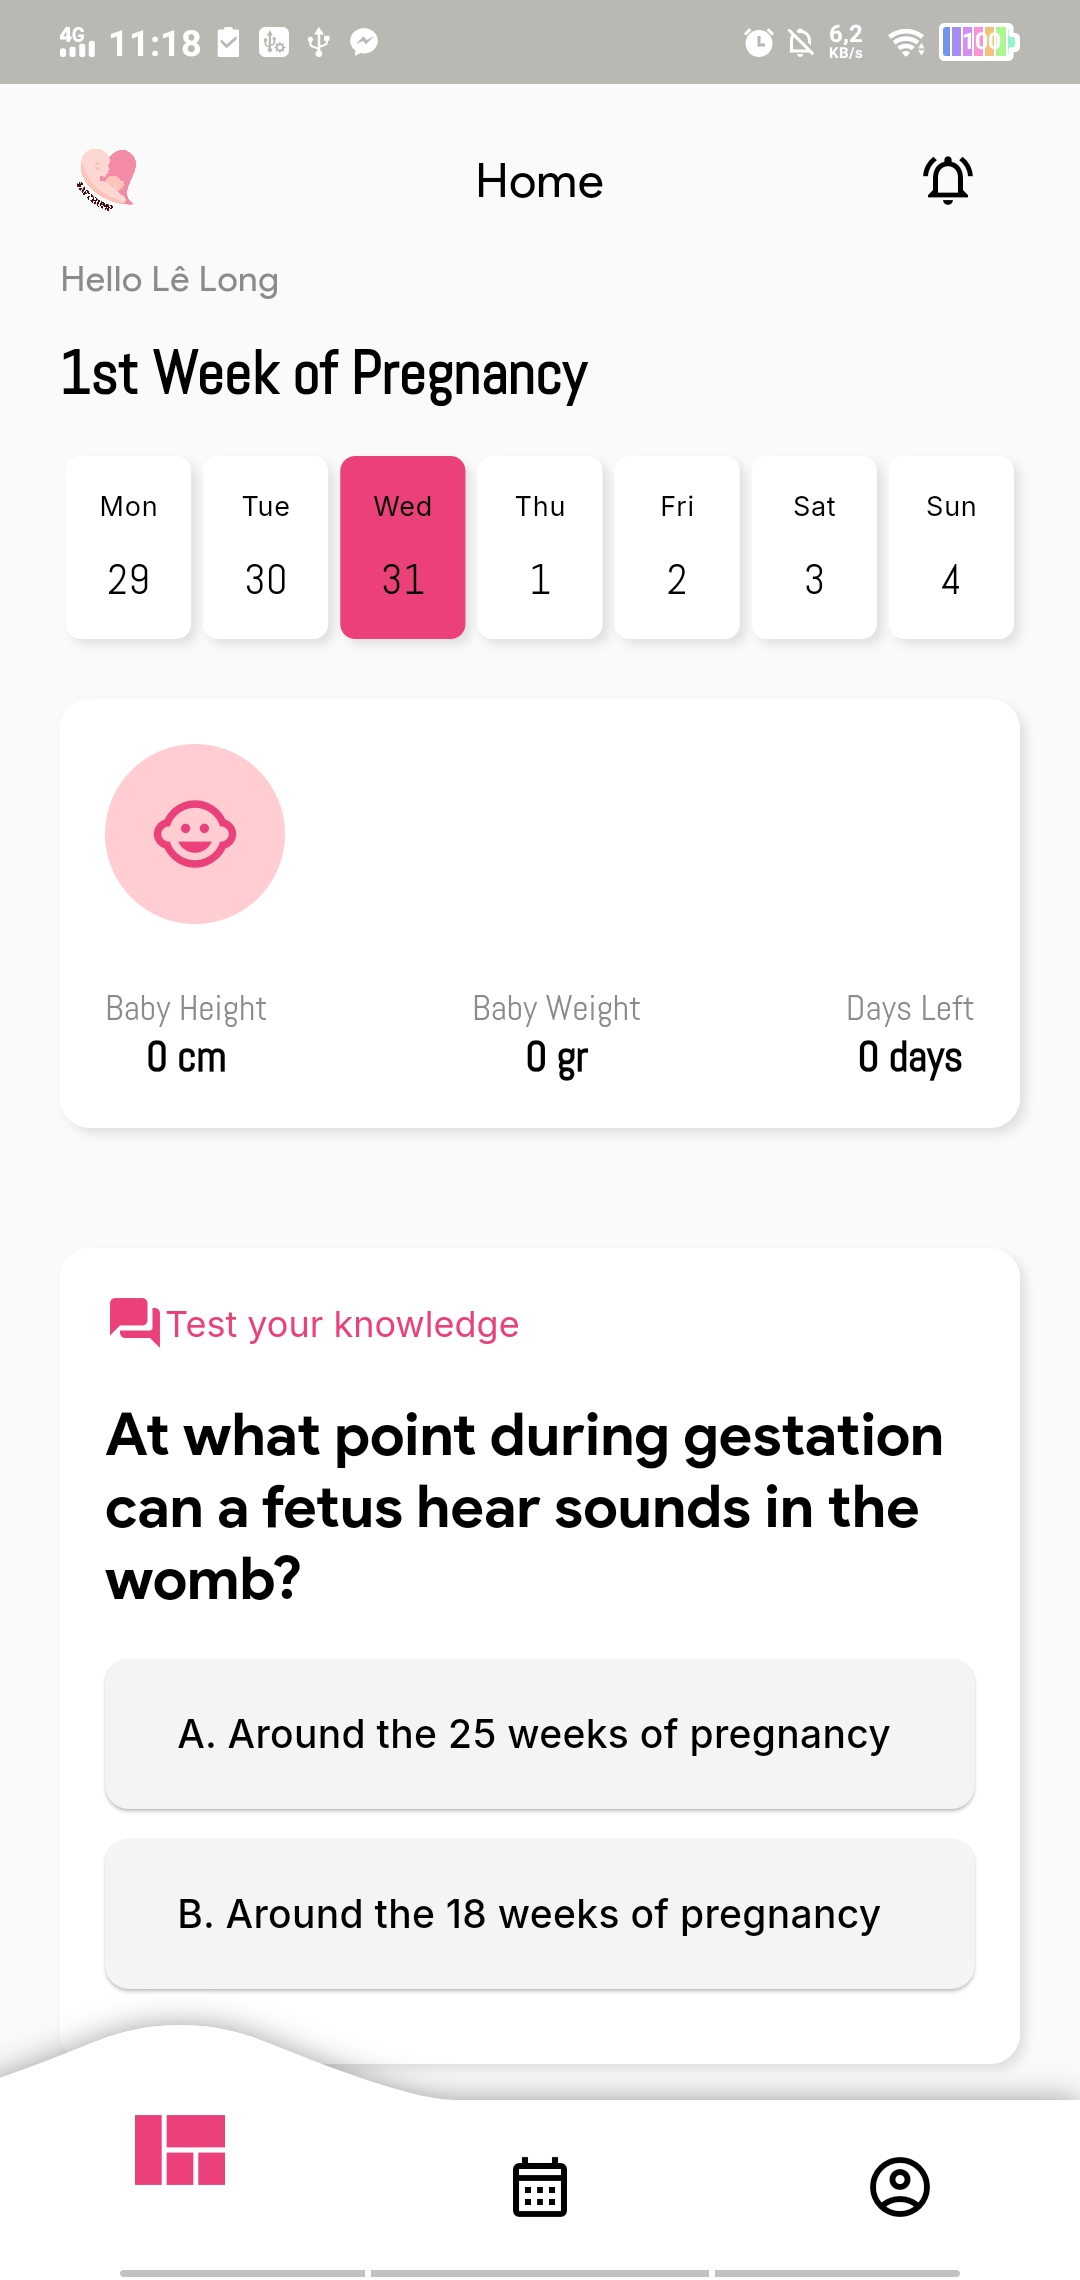 4G 11:18 6,2 KB/s 100
Home
Hello Lê Long
1st Week of Pregnancy
Mon Tue Wed Thu Fri Sat Sun
29 30 31 1 2 3 4
Baby Height Baby Weight Days Left
0 cm 0 gr 0 days
Test your knowledge
At what point during gestation
can a fetus hear sounds in the
womb?
A. Around the 25 weeks of pregnancy
B. Around the 18 weeks of pregnancy